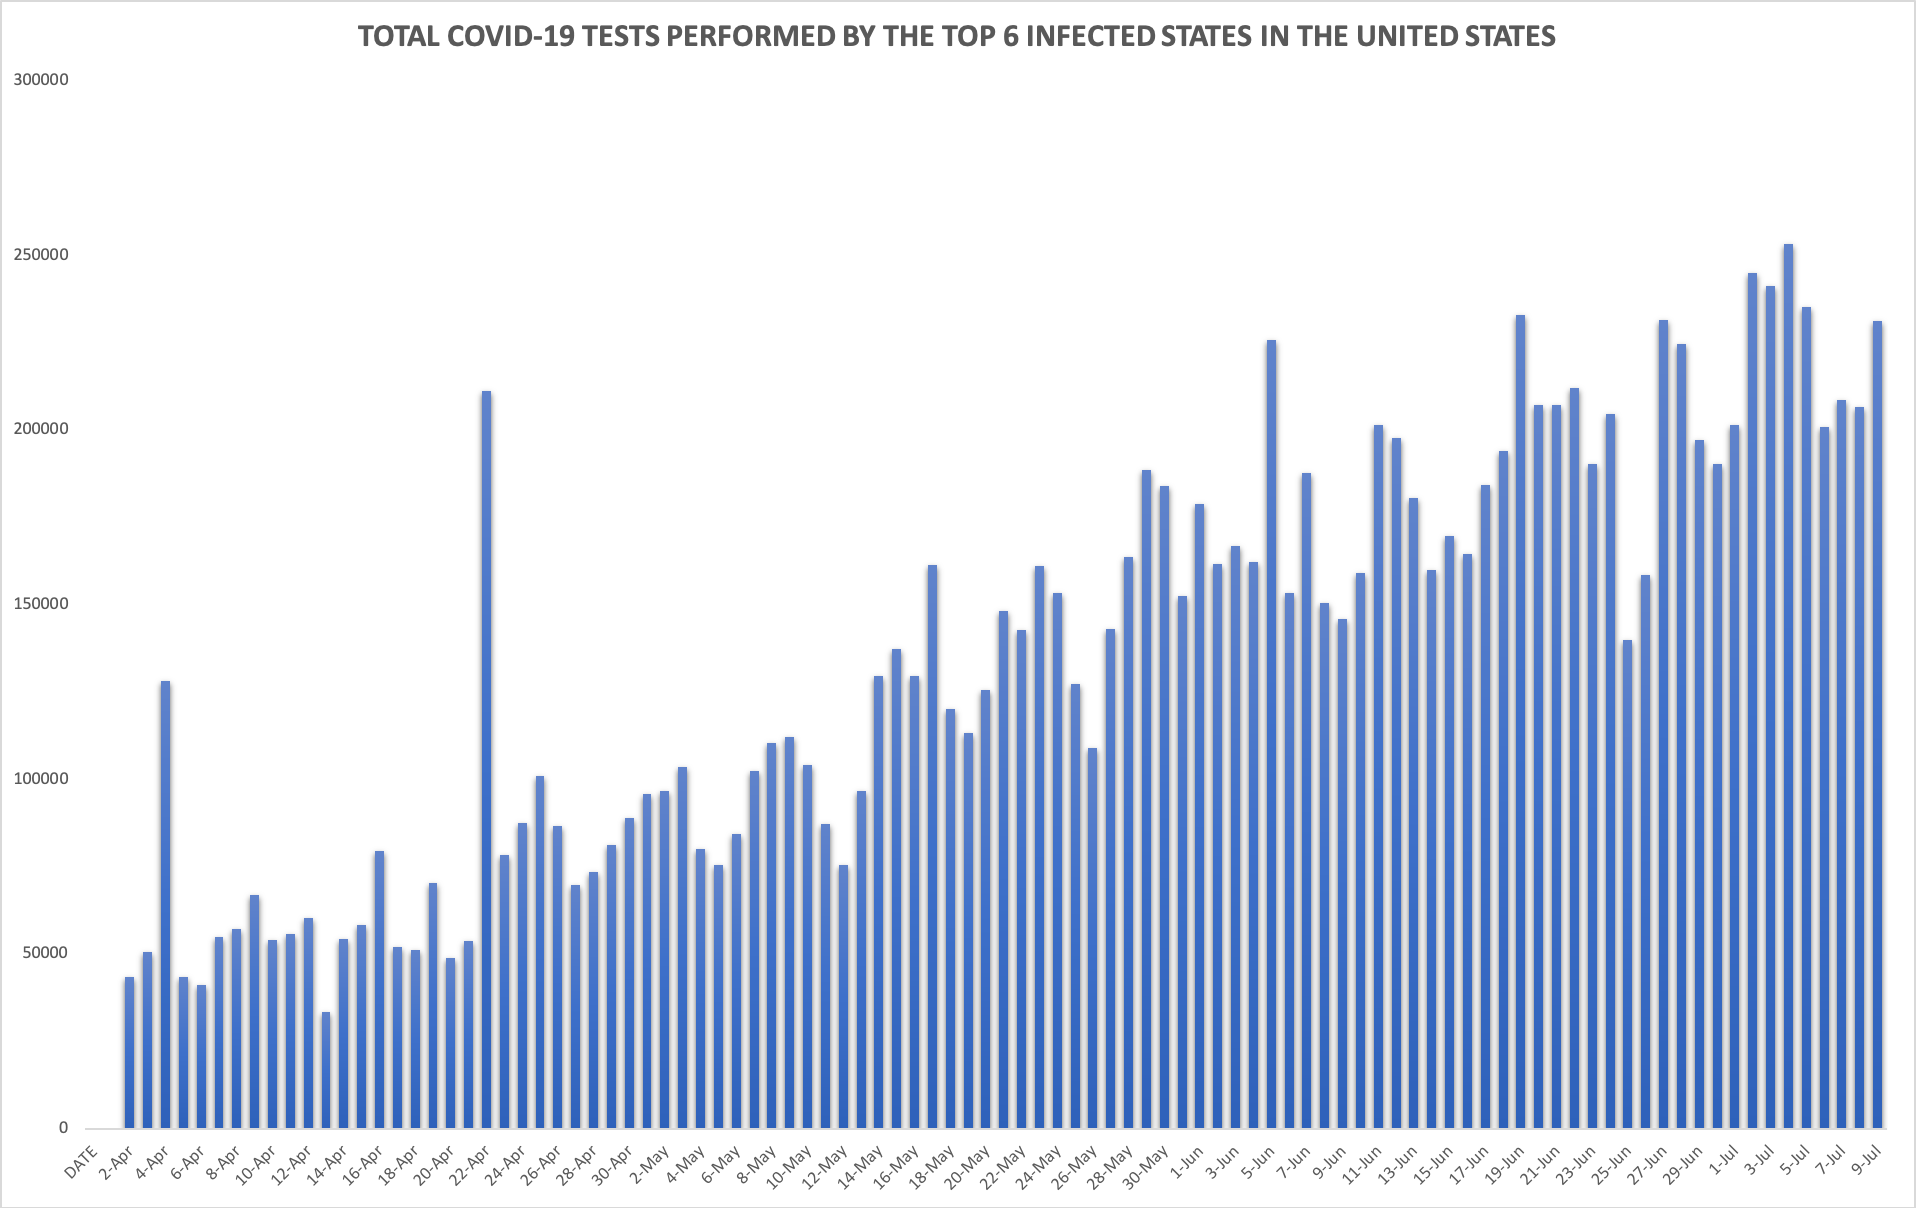 TOTAL COVID-19 TESTS PERFORMED BY THE TOP 6 INFECTED STATES IN THE UNITED STATES
300000
250000
200000
150000
100000
50000
0
DATE
2-Apr
4-Apr
6-Apr
8-Apr
10-Apr
12-Apr
14-Apr
16-Apr
18-Apr
20-Apr
22-Apr
24-Apr
26-Apr
28-Apr
30-Apr
2-May
4-May
6-May
8-May
10-May
12-May
14-May
16-May
18-May
20-May
22-May
24-May
26-May
28-May
30-May
1-Jun
3-Jun
5-Jun
7-Jun
9-Jun
11-Jun
13-Jun
15-Jun
17-Jun
19-Jun
21-Jun
23-Jun
25-Jun
27-Jun
29-Jun
1-Jul
3-Jul
5-Jul
7-Jul
9-Jul